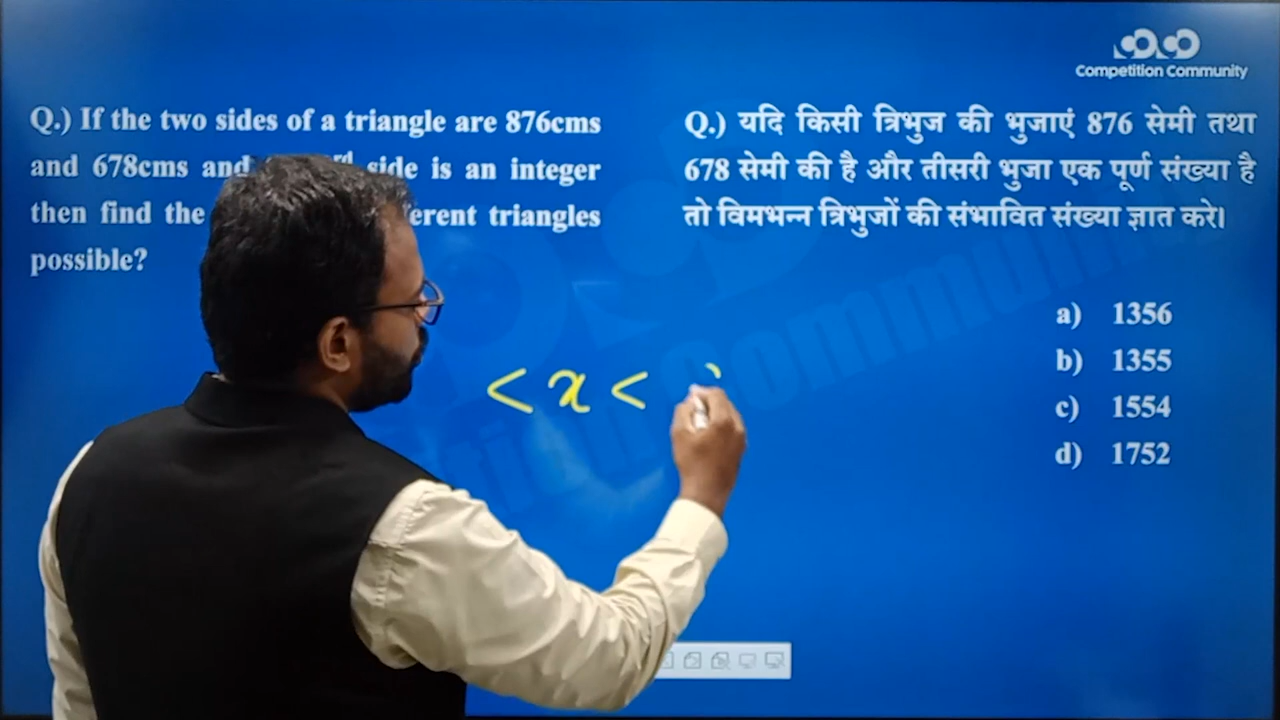 Competition Community
Q.) If the two sides of a triangle are 876cms
and 678cms and rd side is an integer
then find the erent triangles
possible?
Q.) यदि किसी त्रिभुज की भुजाएं 876 सेमी तथा
678 सेमी की है और तीसरी भुजा एक पूर्ण संख्या है
तो विमभन्न त्रिभुजों की संभावित संख्या ज्ञात करे।
a) 1356
b) 1355
c) 1554
d) 1752
< x <